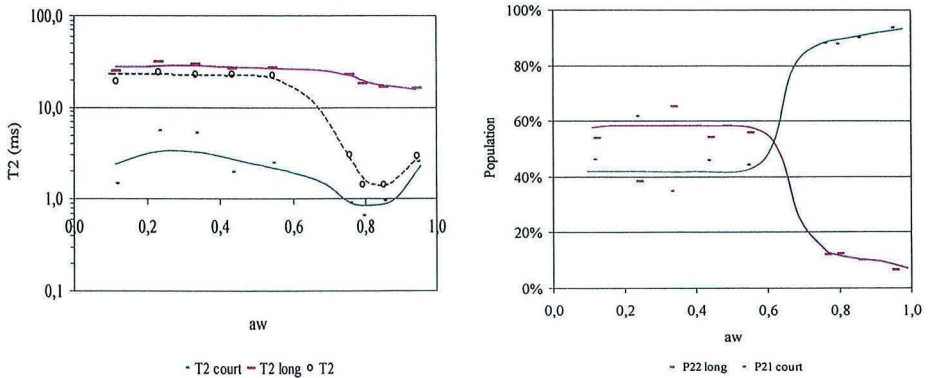 100,0
10,0
1,0
0,1
T2 (ms)
0,0 0,2 0,4 0,6 0,8 1,0
aw
T2 court T2 long T2
100%
80%
60%
40%
20%
0%
Population
0,0 0,2 0,4 0,6 0,8 1,0
aw
P22 long P21 court